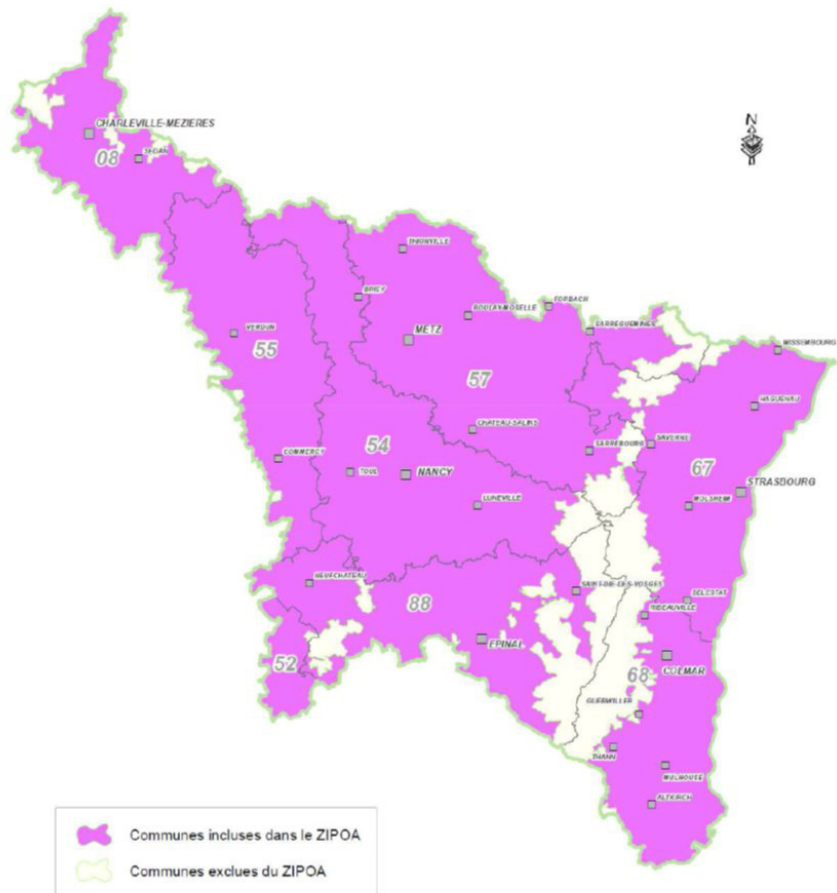 CHARLEVILLE-MEZIERES
N
08
SEDAN
THIONVILLE
BRIEY
BOULAY-MOSELLE
FORBACH
SARREGUEMINES
VERDUN
METZ
WISSEMBOURG
55
57
HAGUENAU
CHATEAU-SALINS
54
SARREBOURG
SAVERNE
COMMERCY
TOUL
NANCY
67
STRASBOURG
LUNEVILLE
MOLSHEIM
NEUFCHATEAU
SAINT-DIE-DES-VOSGES
SELESTAT
88
RIBEAUVILLE
EPINAL
52
68
COLMAR
GUEBWILLER
THANN
MULHOUSE
ALTKIRCH
Communes incluses dans le ZIPOA
Communes exclues du ZIPOA